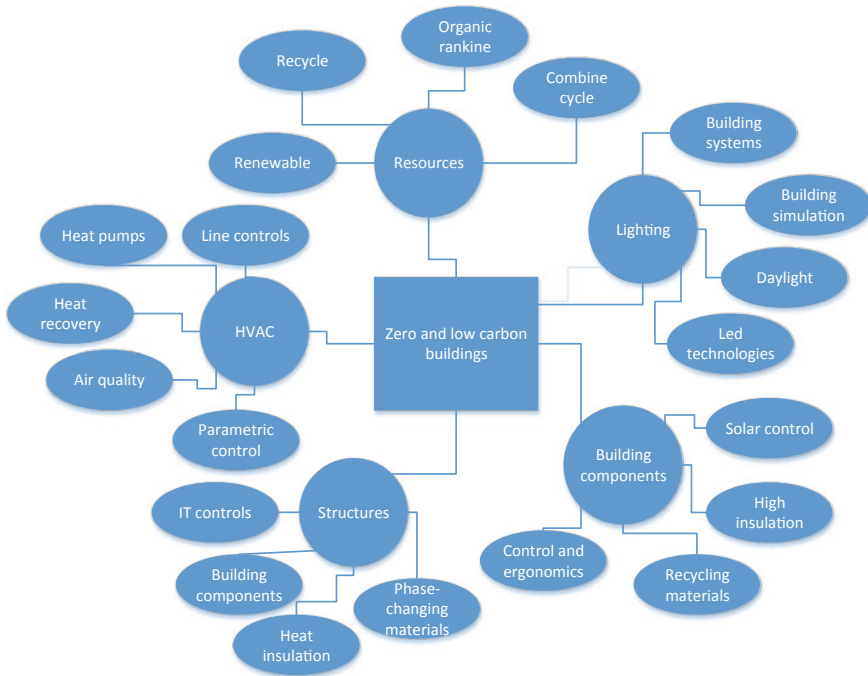 Organic
rankine
Recycle
Combine
cycle
Building
systems
Renewable
Resources
Building
simulation
Heat pumps
Line controls
Lighting
Daylight
Heat
recovery
HVAC
Zero and low carbon
buildings
Led
technologies
Air quality
Parametric
control
Solar control
Building
components
High
insulation
IT controls
Structures
Control and
ergonomics
Recycling
materials
Building
components
Phase-
changing
materials
Heat
insulation